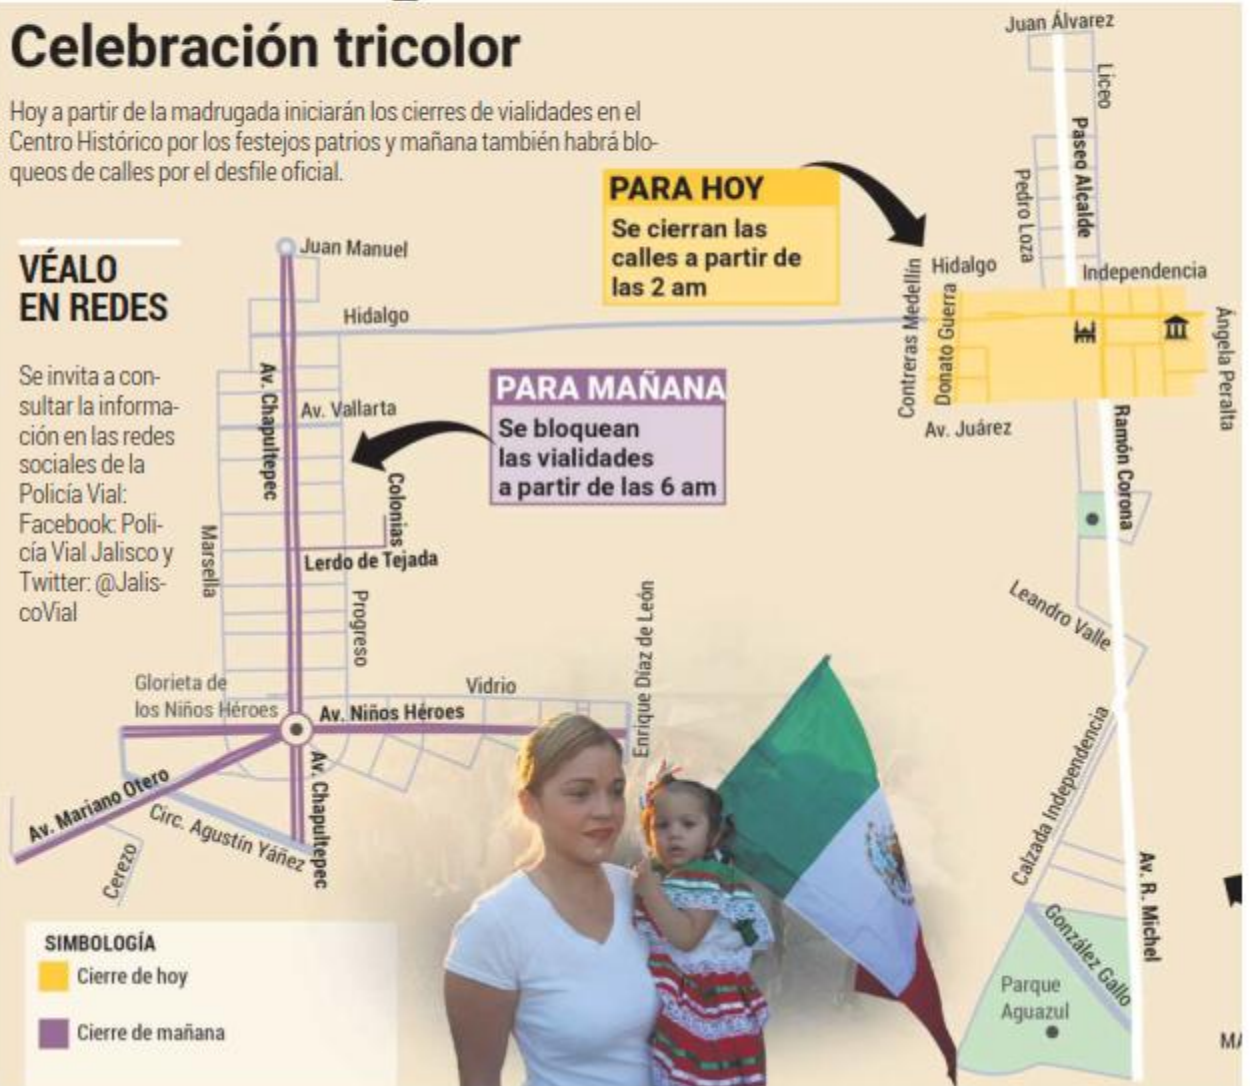 Celebración tricolor
Hoy a partir de la madrugada iniciarán los cierres de vialidades en el
Centro Histórico por los festejos patrios y mañana también habrá blo-
queos de calles por el desfile oficial.
VÉALO
EN REDES
Se invita a con-
sultar la informa-
ción en las redes
sociales de la
Policía Vial:
Facebook: Poli-
cía Vial Jalisco y
Twitter: @Jalis-
coVial
PARA HOY
Se cierran las
calles a partir de
las 2 am
PARA MAÑANA
Se bloquean
las vialidades
a partir de las 6 am
Juan Manuel
Hidalgo
Av. Chapultepec
Av. Vallarta
Colonias
Lerdo de Tejada
Marsella
Progreso
Glorieta de
los Niños Héroes
Vidrio
Av. Niños Héroes
Enrique Díaz de León
Av. Mariano Otero
Circ. Agustín Yáñez
Av. Chapultepec
Cerezo
Juan Álvarez
Liceo
Paseo Alcalde
Pedro Loza
Hidalgo
Independencia
Contreras Medellín
Donato Guerra
Ángela Peralta
Av. Juárez
Ramón Corona
Leandro Valle
Calzada Independencia
Av. R. Michel
González Gallo
Parque
Aguazul
SIMBOLOGÍA
Cierre de hoy
Cierre de mañana